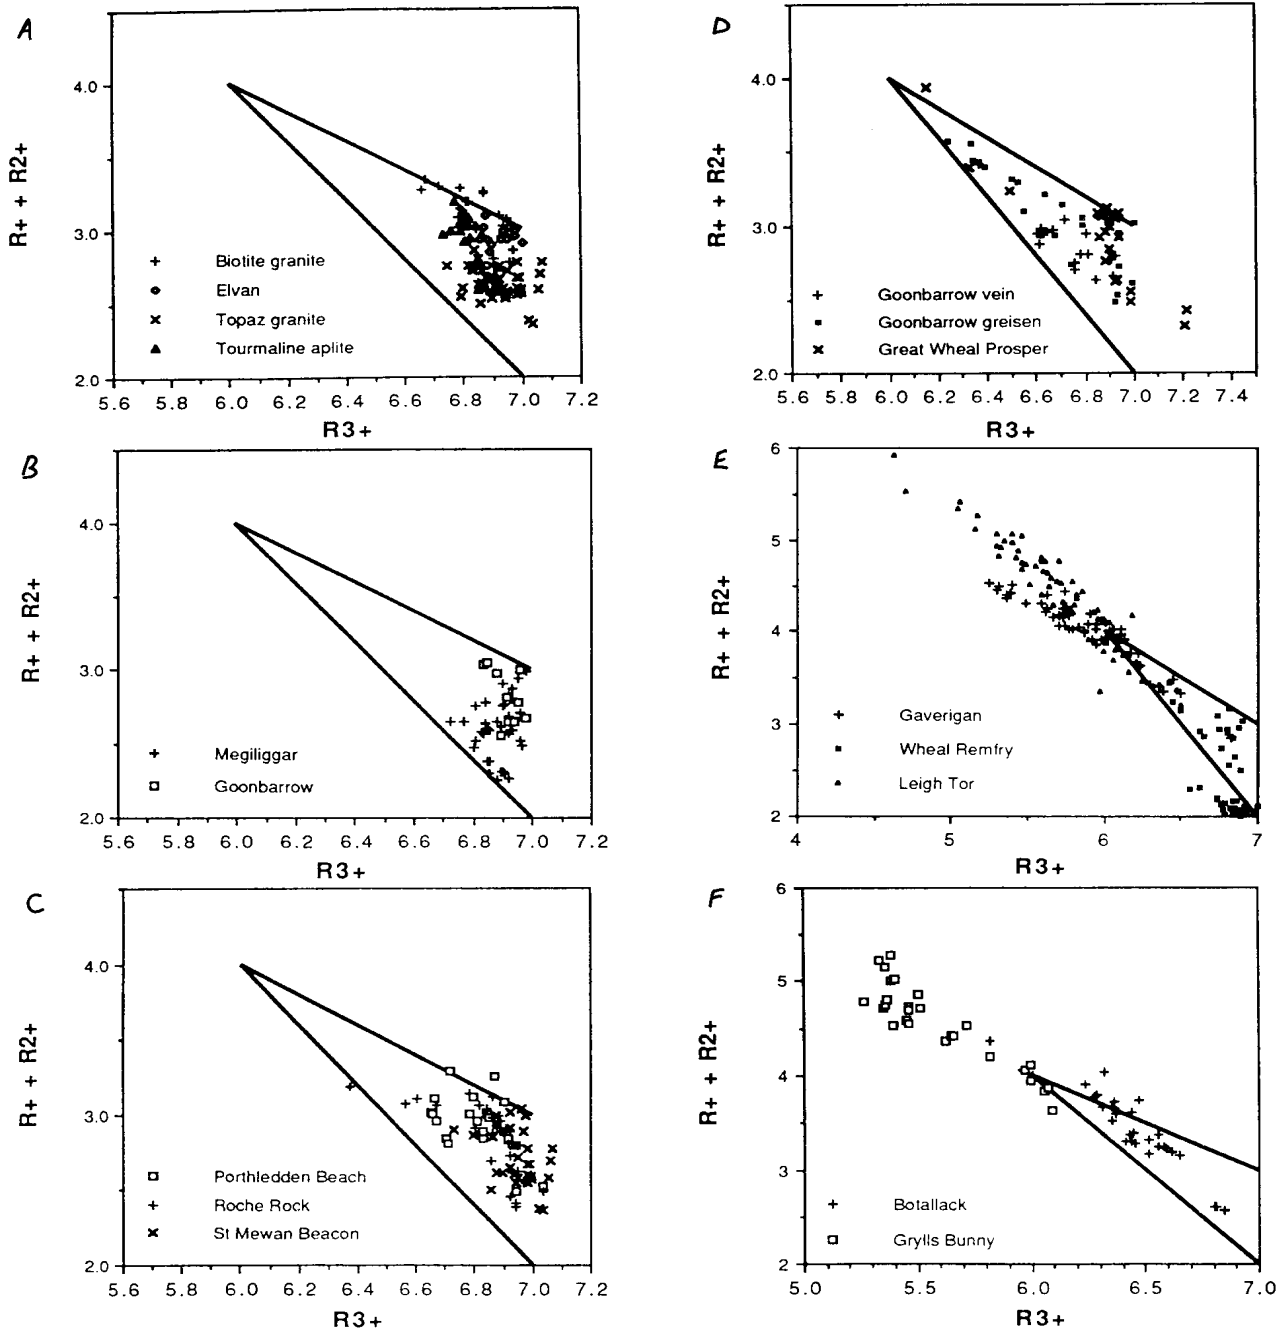 A
R+ + R2+
4.0
3.0
2.0
+ Biotite granite
Elvan
× Topaz granite
▲ Tourmaline aplite
5.6 5.8 6.0 6.2 6.4 6.6 6.8 7.0 7.2
R3+
B
R+ + R2+
4.0
3.0
2.0
+ Megiliggar
Goonbarrow
5.6 5.8 6.0 6.2 6.4 6.6 6.8 7.0 7.2
R3+
C
R+ + R2+
4.0
3.0
2.0
Porthledden Beach
+ Roche Rock
× St Mewan Beacon
5.6 5.8 6.0 6.2 6.4 6.6 6.8 7.0 7.2
R3+
D
R+ + R2+
4.0
3.0
2.0
+ Goonbarrow vein
Goonbarrow greisen
× Great Wheal Prosper
5.6 5.8 6.0 6.2 6.4 6.6 6.8 7.0 7.2 7.4
R3+
E
R+ + R2+
6
5
4
3
2
+ Gaverigan
Wheal Remfry
▲ Leigh Tor
4 5 6 7
R3+
F
R+ + R2+
6
5
4
3
2
+ Botallack
Grylls Bunny
5.0 5.5 6.0 6.5 7.0
R3+